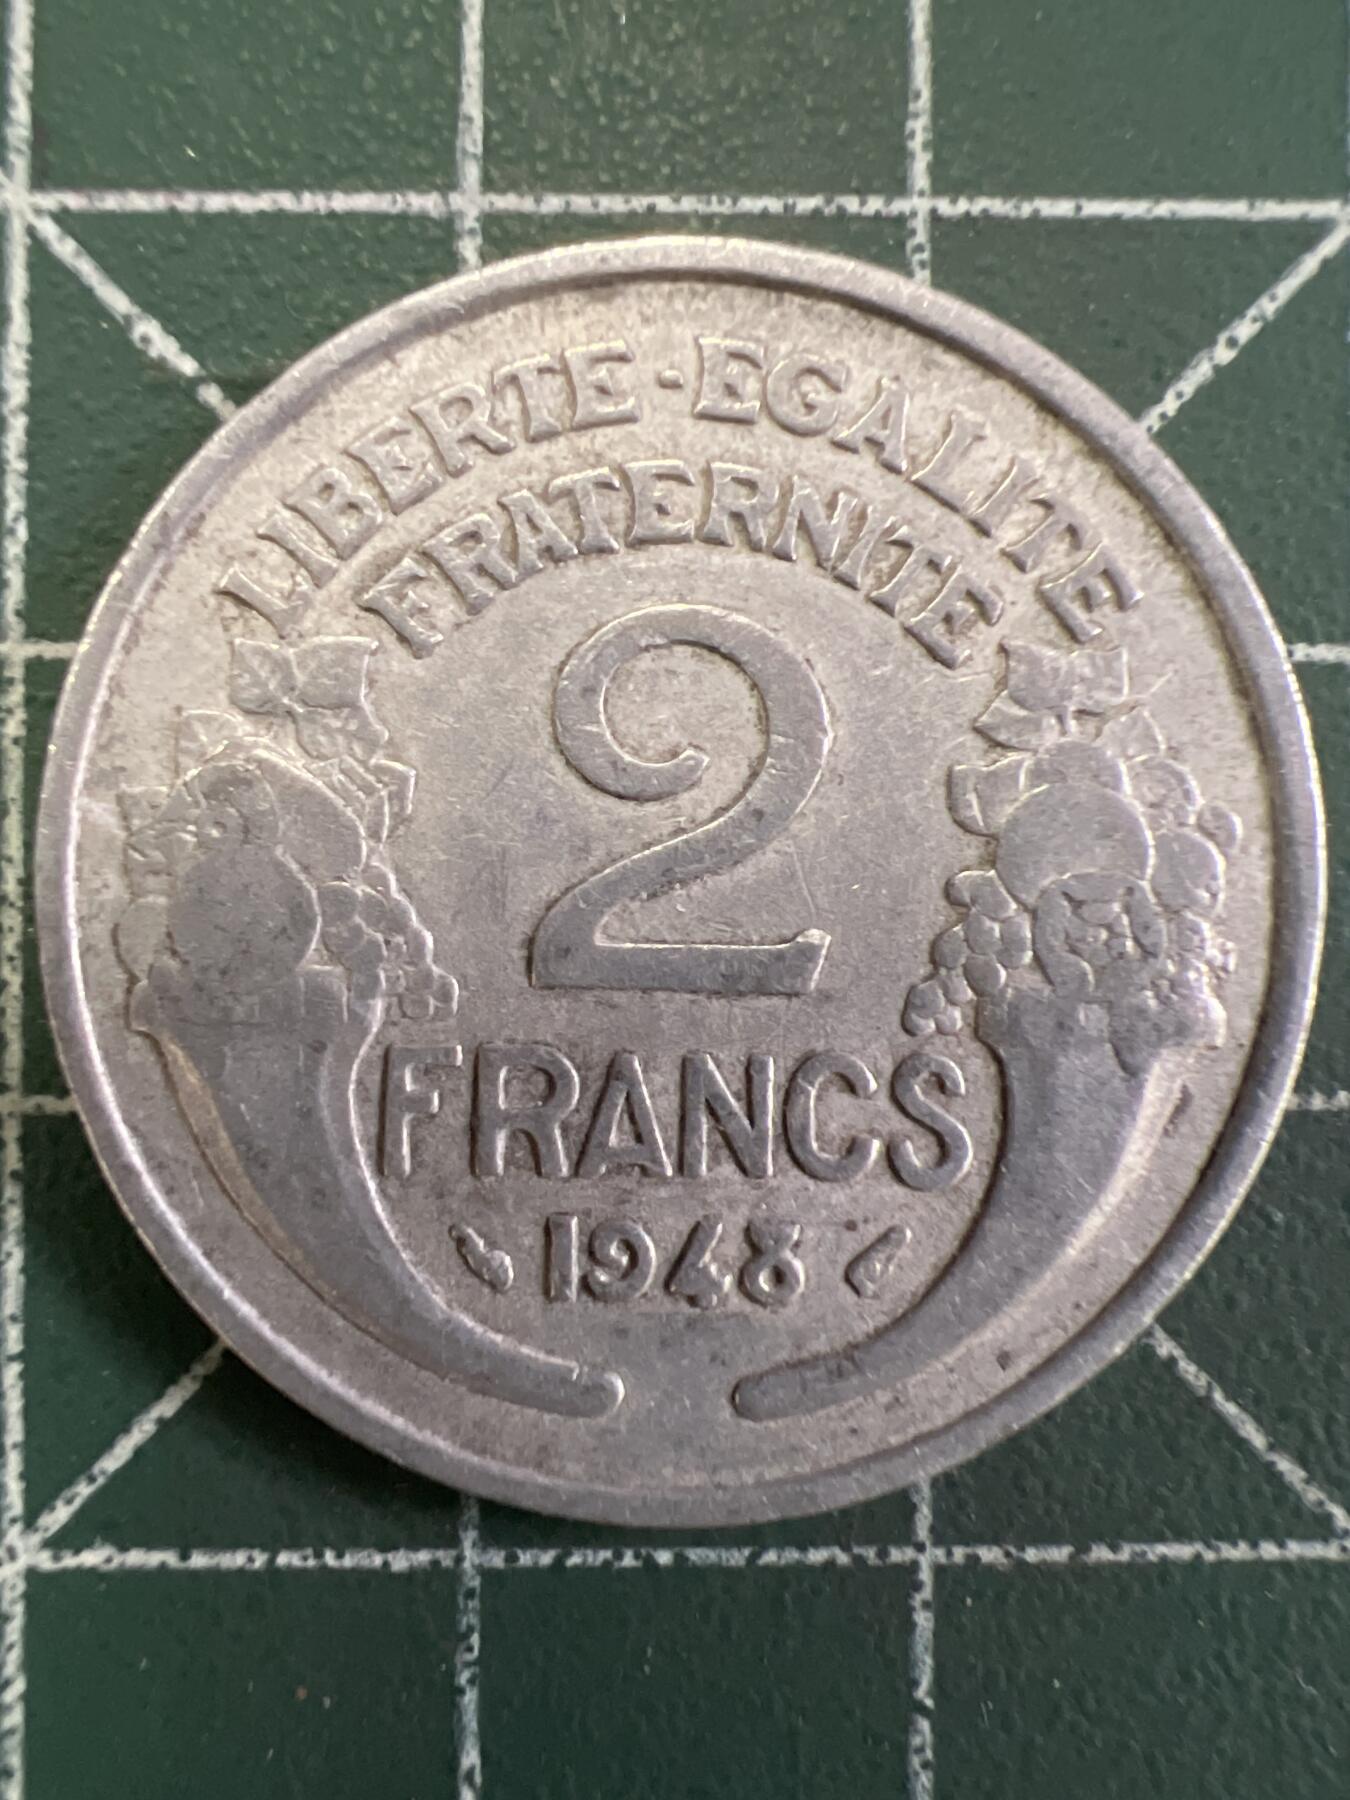 LIBERTE·EGALITE
FRATERNITE
2
FRANCS
1948